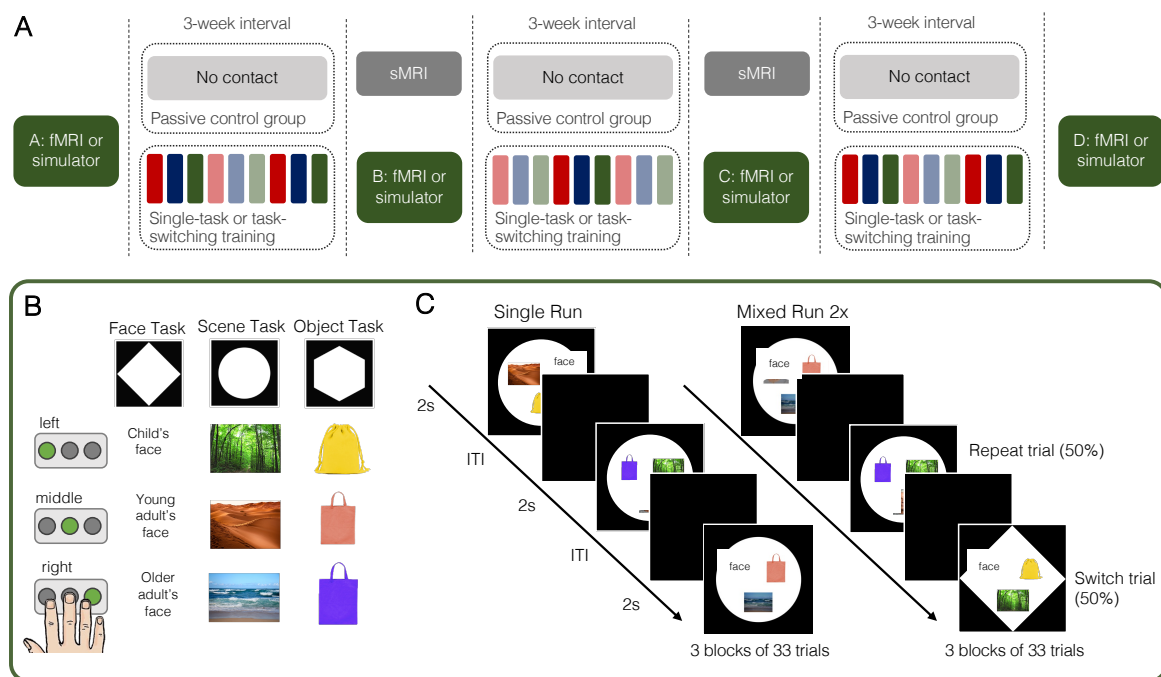 A
3-week interval
3-week interval
3-week interval
No contact
sMRI
No contact
sMRI
No contact
Passive control group
Passive control group
Passive control group
A: fMRI or
simulator
B: fMRI or
simulator
C: fMRI or
simulator
D: fMRI or
simulator
Single-task or task-
switching training
Single-task or task-
switching training
Single-task or task-
switching training
B
Face Task
Scene Task
Object Task
left
Child's
face
middle
Young
adult's
face
right
Older
adult's
face
C
Single Run
face
2s
ITI
2s
ITI
2s
face
3 blocks of 33 trials
Mixed Run 2x
face
Repeat trial (50%)
face
Switch trial
(50%)
3 blocks of 33 trials